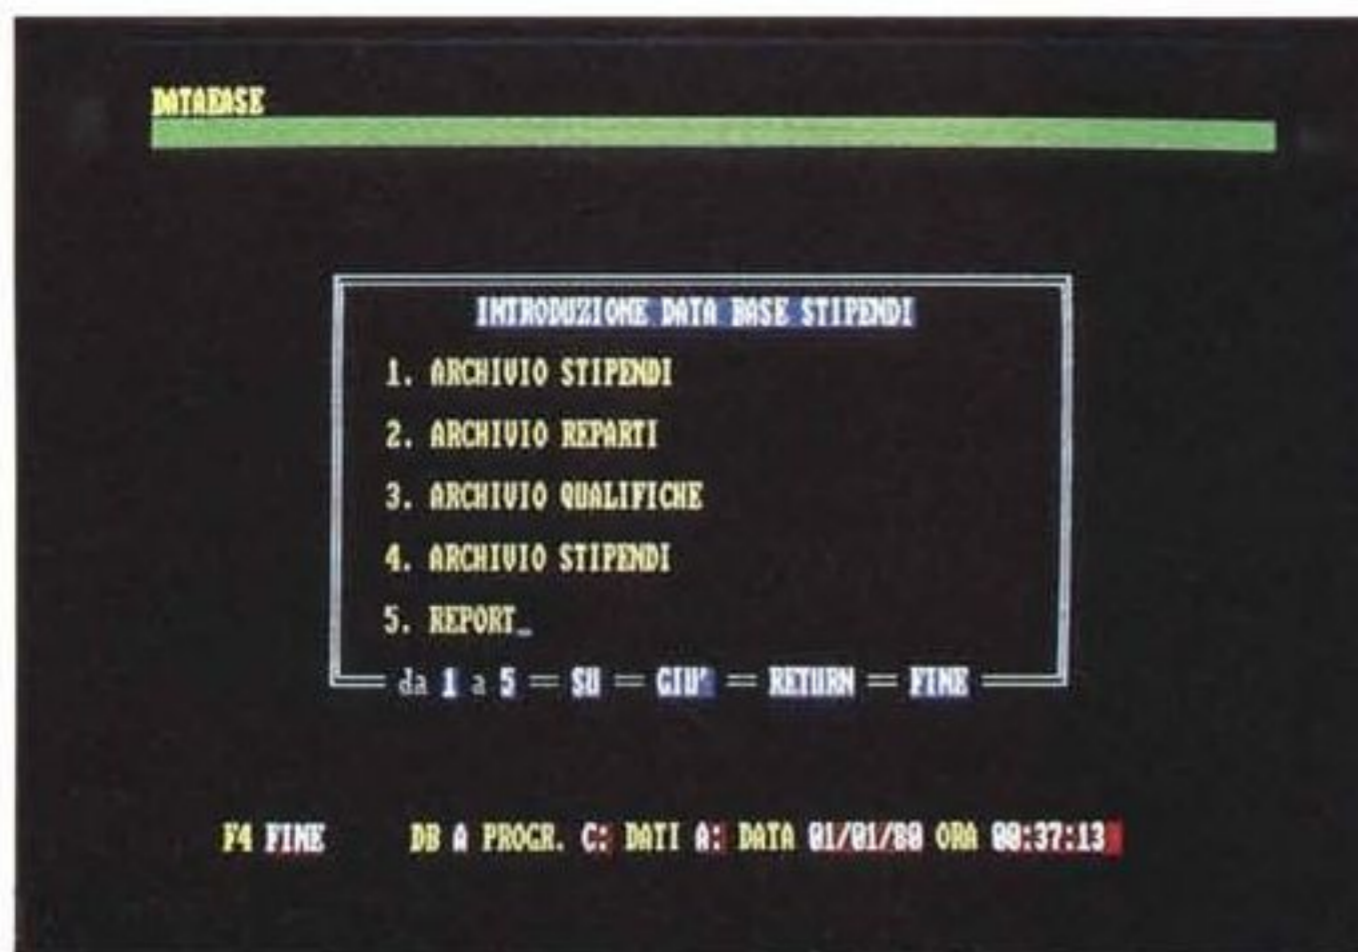 DATABASE
INTRODUZIONE DATA BASE STIPENDI
1. ARCHIVIO STIPENDI
2. ARCHIVIO REPARTI
3. ARCHIVIO QUALIFICHE
4. ARCHIVIO STIPENDI
5. REPORT_
da 1 a 5 = SU = GIU' = RETURN = FINE
F4 FINE DB A PROGR. C: DATI A: DATA 01/01/80 ORA 00:37:13